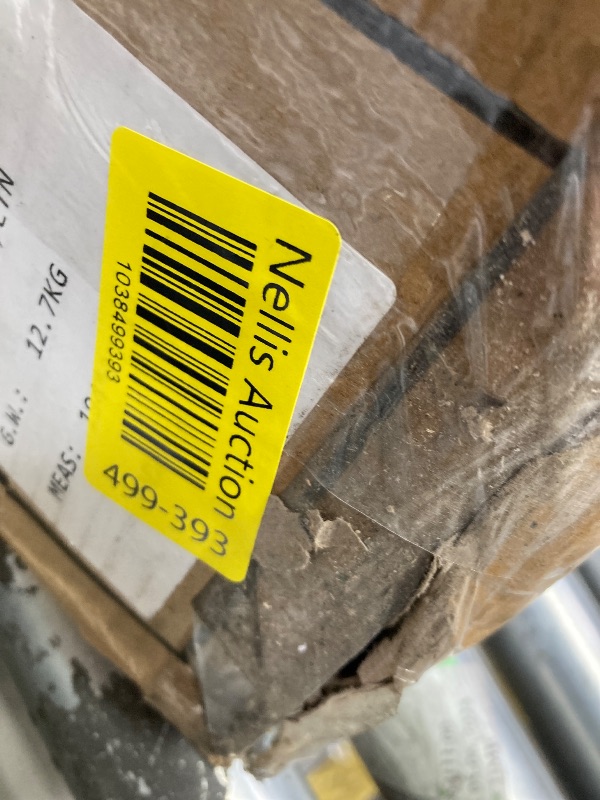 Nellis Auction
1038499393
499-393
G.W.: 12.7KG
MEAS: